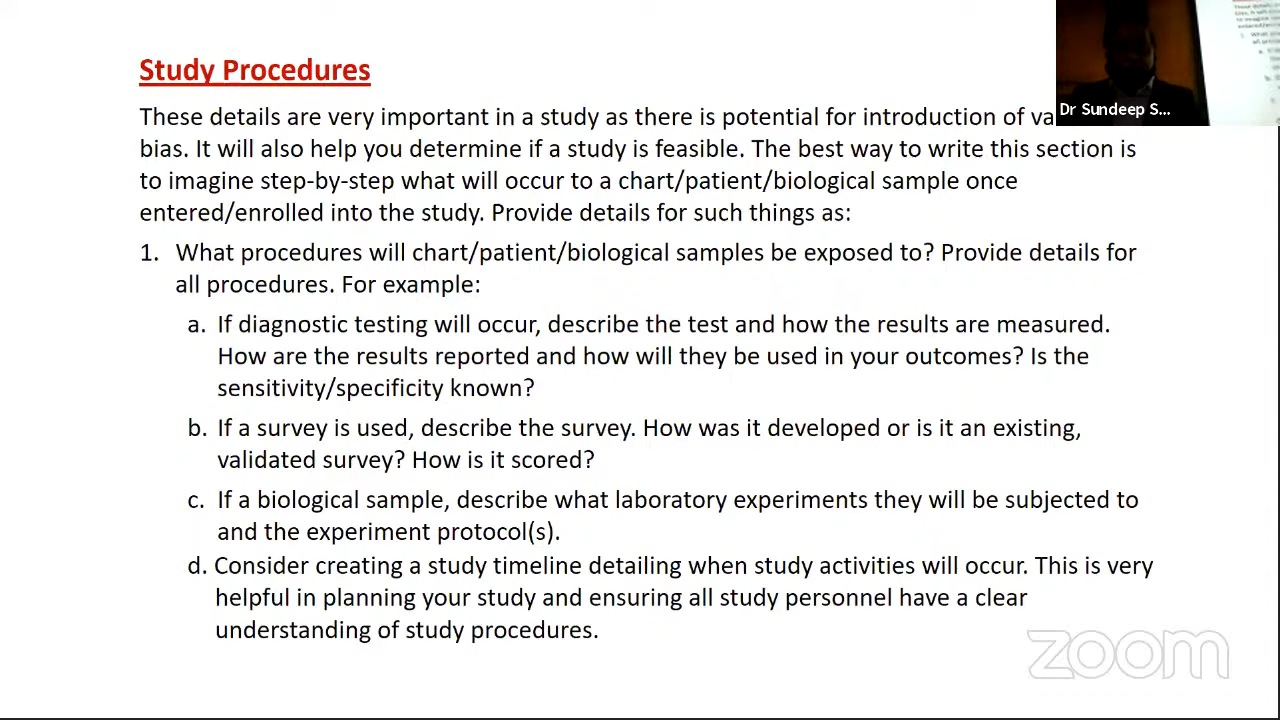 Study Procedures
These details are very important in a study as there is potential for introduction of va
bias. It will also help you determine if a study is feasible. The best way to write this section is
to imagine step-by-step what will occur to a chart/patient/biological sample once
entered/enrolled into the study. Provide details for such things as:
1. What procedures will chart/patient/biological samples be exposed to? Provide details for
all procedures. For example:
a. If diagnostic testing will occur, describe the test and how the results are measured.
How are the results reported and how will they be used in your outcomes? Is the
sensitivity/specificity known?
b. If a survey is used, describe the survey. How was it developed or is it an existing,
validated survey? How is it scored?
c. If a biological sample, describe what laboratory experiments they will be subjected to
and the experiment protocol(s).
d. Consider creating a study timeline detailing when study activities will occur. This is very
helpful in planning your study and ensuring all study personnel have a clear
understanding of study procedures.
Dr Sundeep S...
zoom